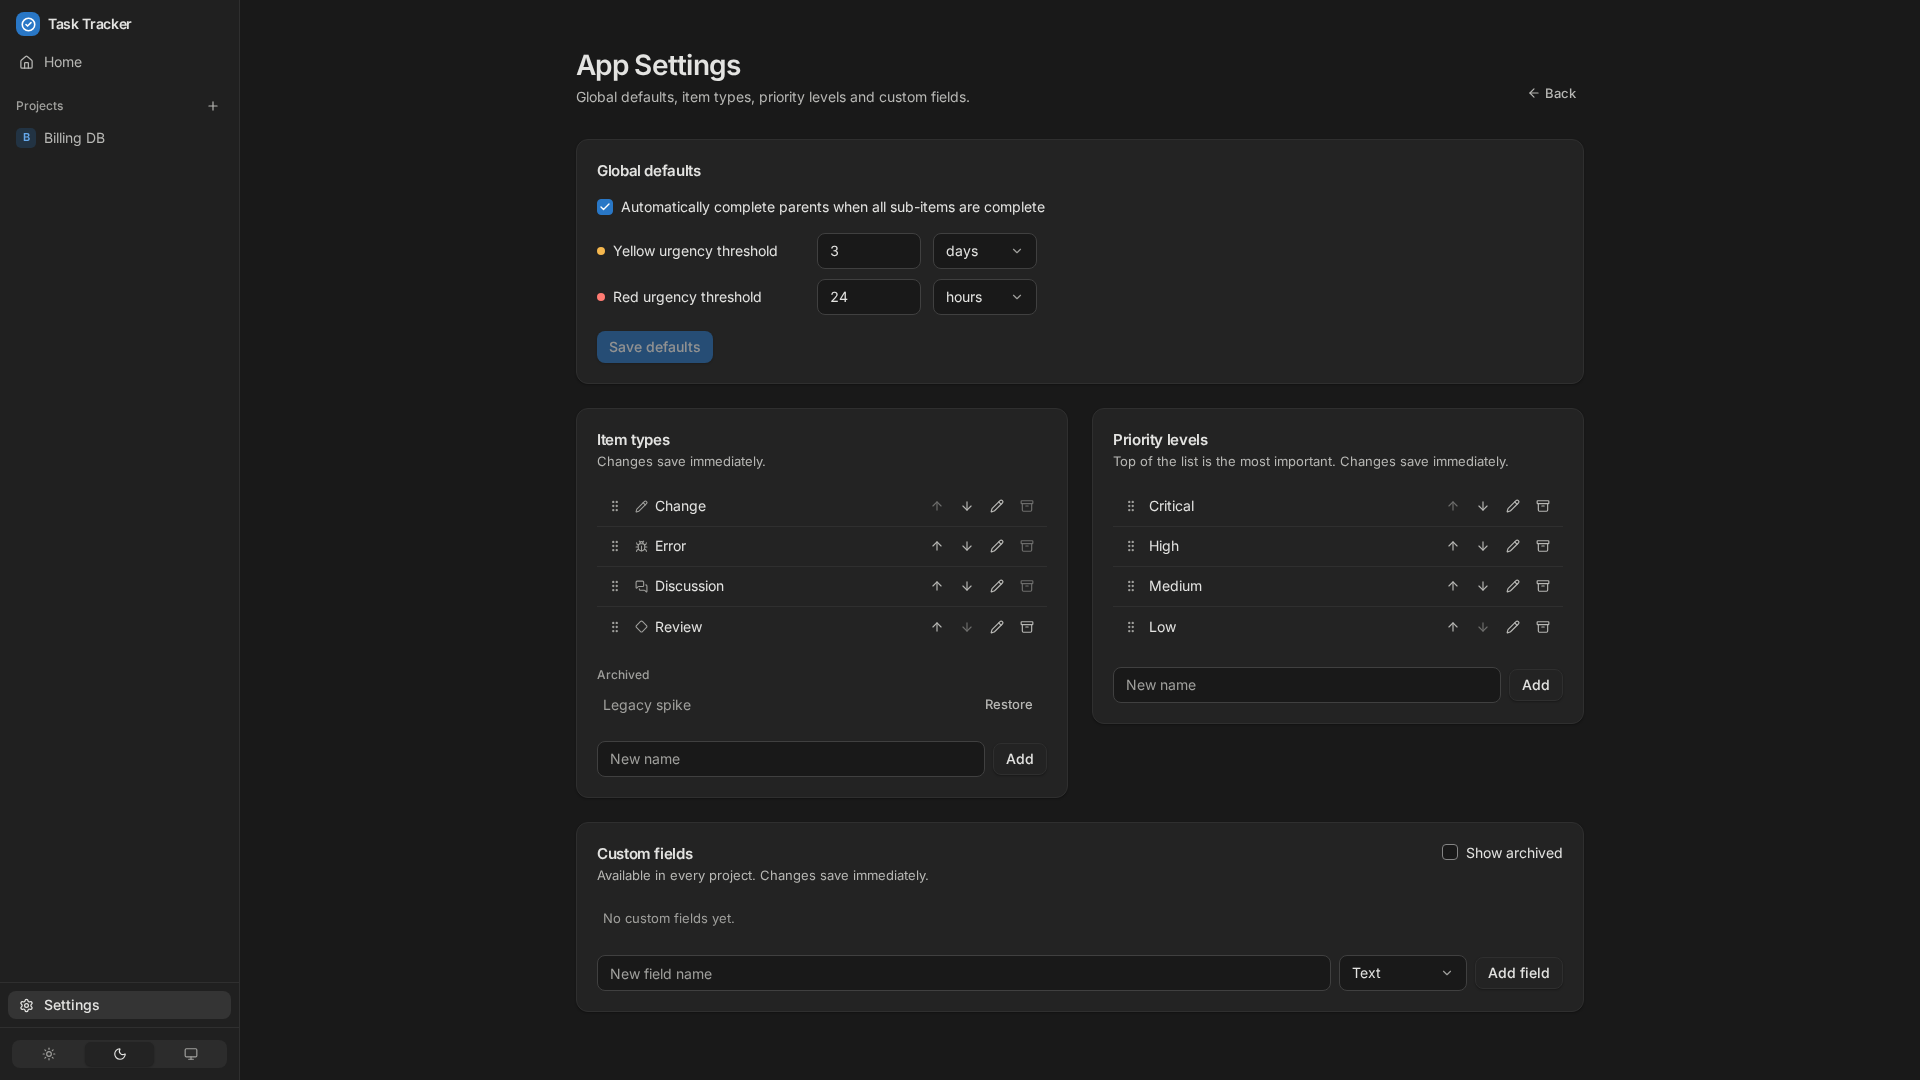 Task Tracker
Home
Projects
B Billing DB
Settings
App Settings
Global defaults, item types, priority levels and custom fields.
Back
Global defaults
Automatically complete parents when all sub-items are complete
Yellow urgency threshold 3 days
Red urgency threshold 24 hours
Save defaults
Item types
Changes save immediately.
Change
Error
Discussion
Review
Archived
Legacy spike Restore
New name Add
Priority levels
Top of the list is the most important. Changes save immediately.
Critical
High
Medium
Low
New name Add
Custom fields
Show archived
Available in every project. Changes save immediately.
No custom fields yet.
New field name Text Add field